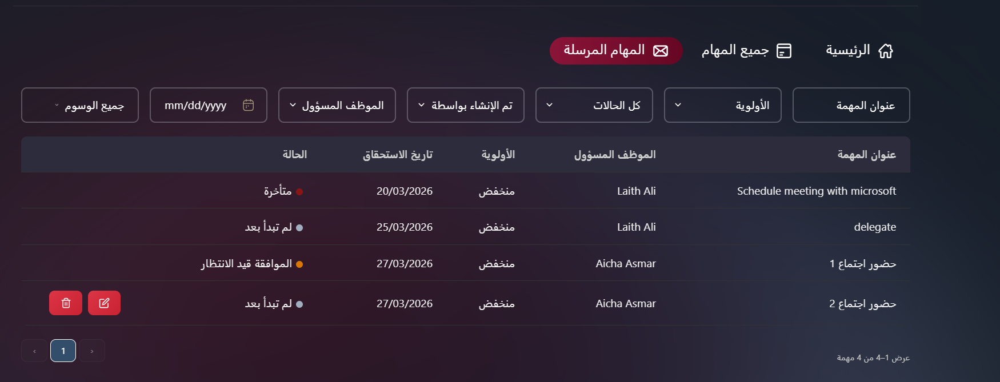 الرئيسية
جميع المهام
المهام المرسلة
عنوان المهمة
الأولوية
كل الحالات
تم الإنشاء بواسطة
الموظف المسؤول
mm/dd/yyyy
جميع الوسوم
عنوان المهمة الموظف المسؤول الأولوية تاريخ الاستحقاق الحالة
Schedule meeting with microsoft Laith Ali منخفض 20/03/2026 متأخرة
delegate Laith Ali منخفض 25/03/2026 لم تبدأ بعد
حضور اجتماع 1 Aicha Asmar منخفض 27/03/2026 الموافقة قيد الانتظار
حضور اجتماع 2 Aicha Asmar منخفض 27/03/2026 لم تبدأ بعد
عرض 1–4 من 4 مهمة
‹ 1 ›